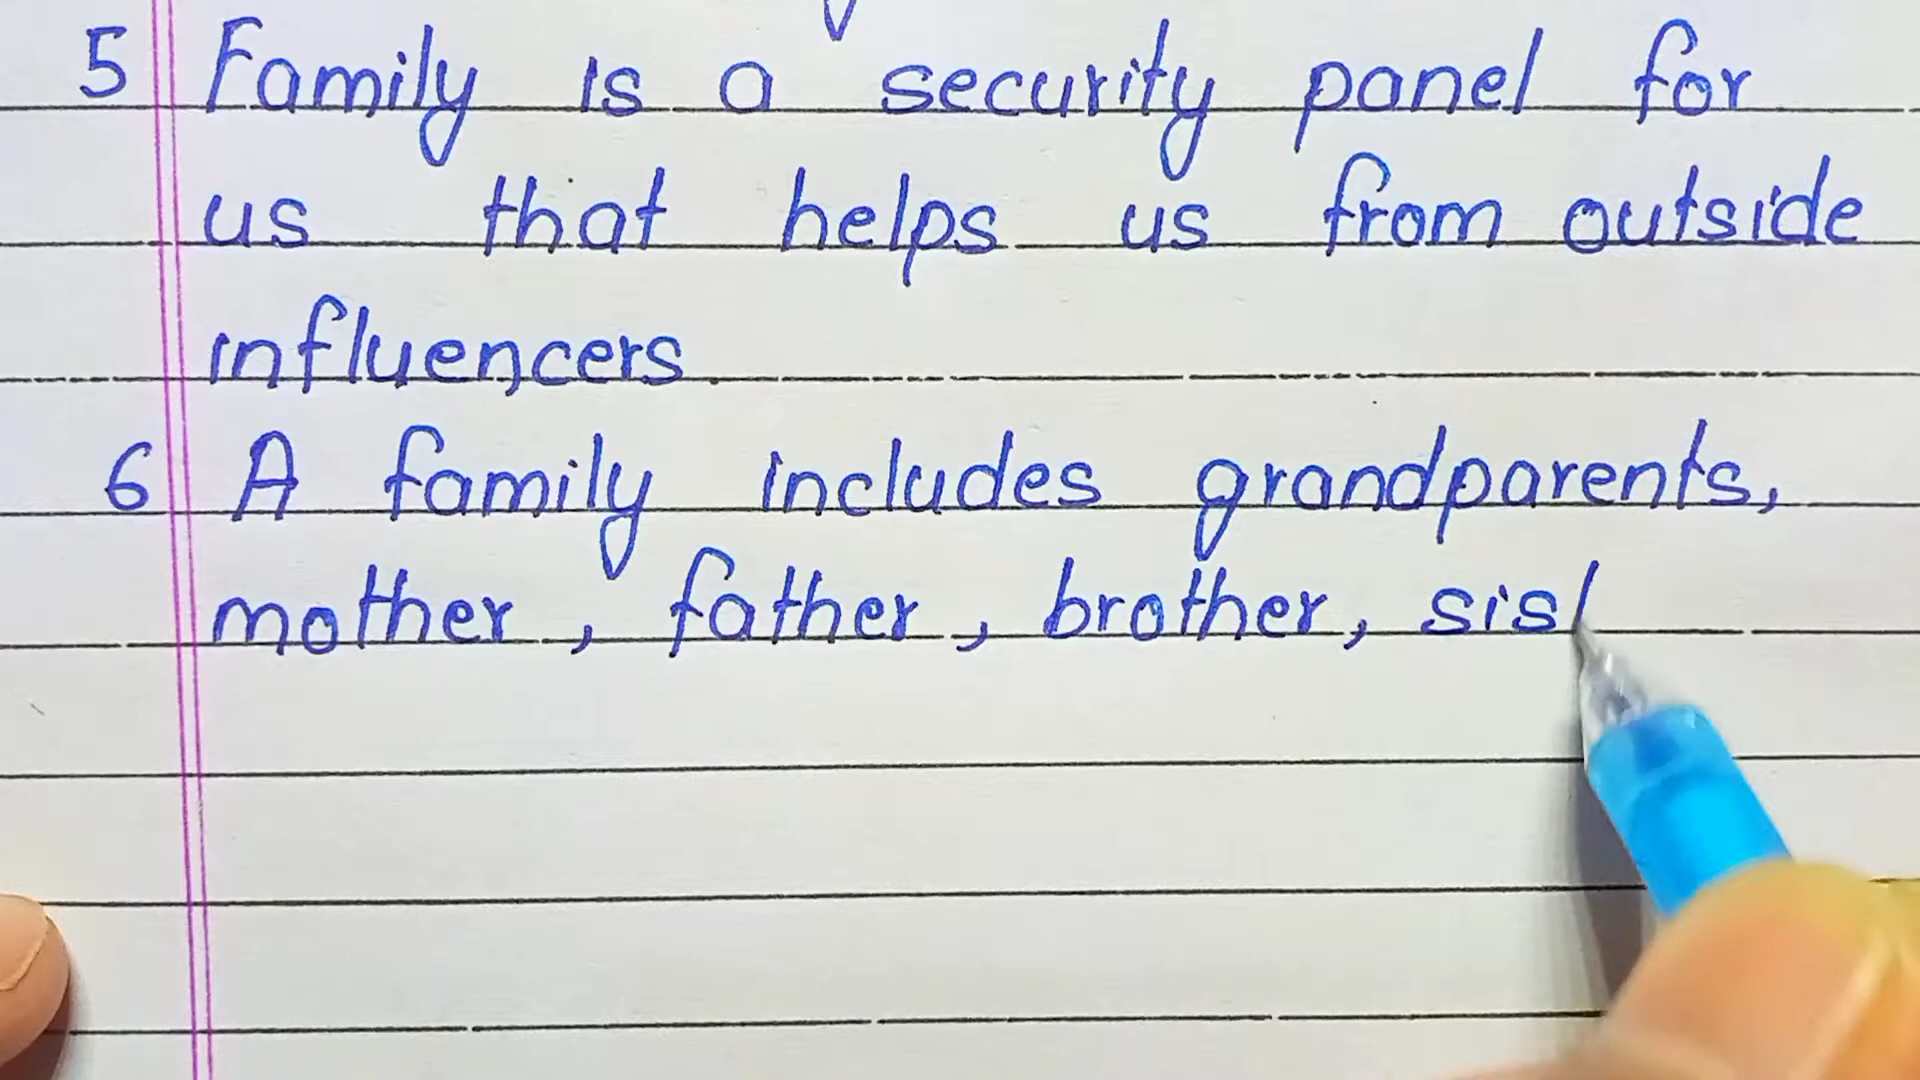 5 Family is a security panel for
us that helps us from outside
influencers
6 A family includes grandparents,
mother, father, brother, sis